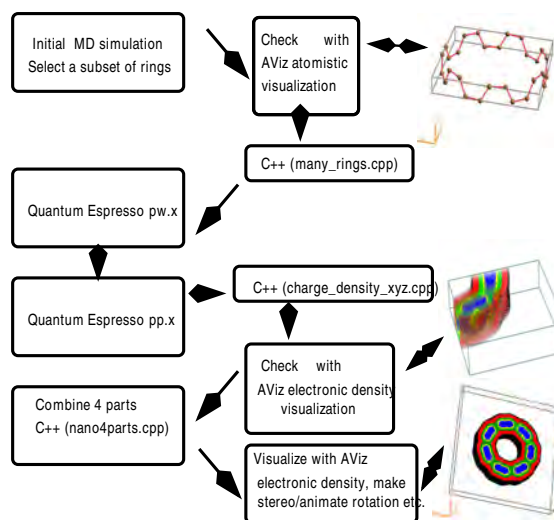 Initial MD simulation
Select a subset of rings
Check with
AViz atomistic
visualization
C++ (many_rings.cpp)
Quantum Espresso pw.x
Quantum Espresso pp.x
C++ (charge_density_xyz.cpp)
Check with
AViz electronic density
visualization
Combine 4 parts
C++ (nano4parts.cpp)
Visualize with AViz
electronic density, make
stereo/animate rotation etc.